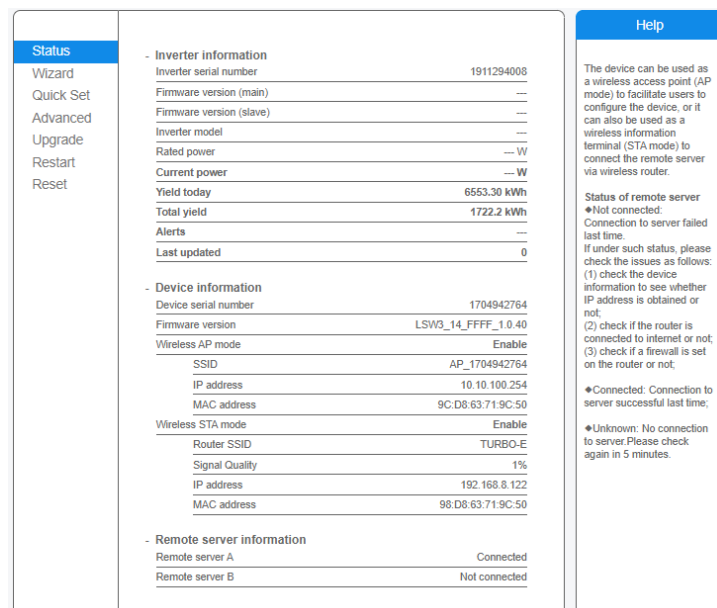 Status
Wizard
Quick Set
Advanced
Upgrade
Restart
Reset
- Inverter information
Inverter serial number 1911294008
Firmware version (main) ---
Firmware version (slave) ---
Inverter model ---
Rated power --- W
Current power --- W
Yield today 6553.30 kWh
Total yield 1722.2 kWh
Alerts ---
Last updated 0
- Device information
Device serial number 1704942764
Firmware version LSW3_14_FFFF_1.0.40
Wireless AP mode Enable
SSID AP_1704942764
IP address 10.10.100.254
MAC address 9C:D8:63:71:9C:50
Wireless STA mode Enable
Router SSID TURBO-E
Signal Quality 1%
IP address 192.168.8.122
MAC address 98:D8:63:71:9C:50
- Remote server information
Remote server A Connected
Remote server B Not connected
Help
The device can be used as
a wireless access point (AP
mode) to facilitate users to
configure the device, or it
can also be used as a
wireless information
terminal (STA mode) to
connect the remote server
via wireless router.
Status of remote server
◆Not connected:
Connection to server failed
last time.
If under such status, please
check the issues as follows:
(1) check the device
information to see whether
IP address is obtained or
not;
(2) check if the router is
connected to internet or not;
(3) check if a firewall is set
on the router or not;
◆Connected: Connection to
server successful last time;
◆Unknown: No connection
to server.Please check
again in 5 minutes.